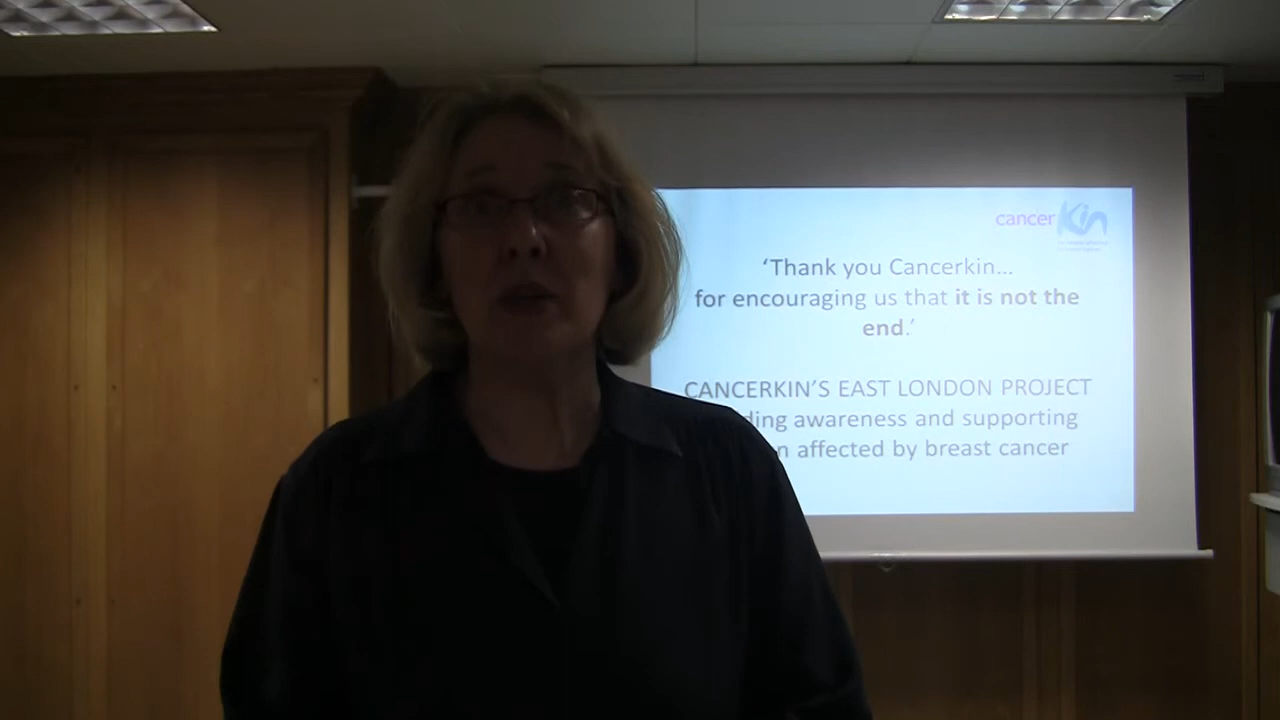 cancer Kin
‘Thank you Cancerkin...
for encouraging us that it is not the
end.’
CANCERKIN’S EAST LONDON PROJECT
ding awareness and supporting
n affected by breast cancer